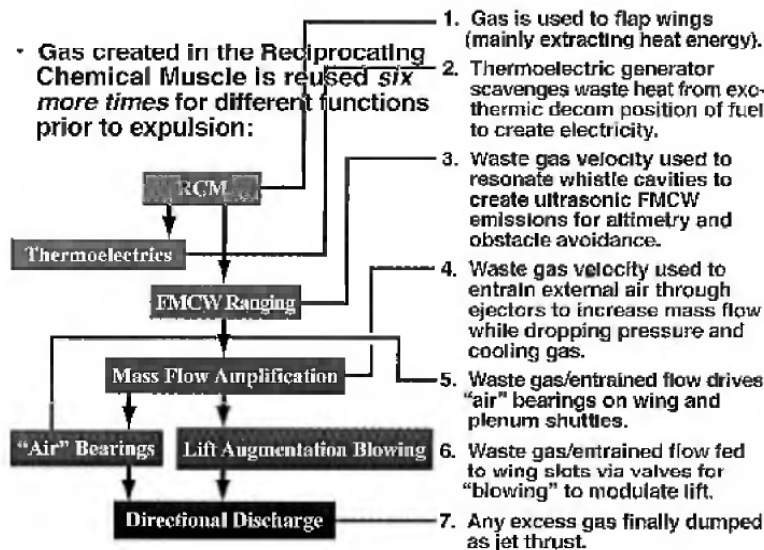 · Gas created in the Reciprocating
Chemical Muscle is reused six
more times for different functions
prior to expulsion:
RCM
Thermoelectrics
FMCW Ranging
Mass Flow Amplification
"Air" Bearings
Lift Augmentation Blowing
Directional Discharge
1. Gas is used to flap wings
(mainly extracting heat energy).
2. Thermoelectric generator
scavenges waste heat from exo-
thermic decom position of fuel
to create electricity.
3. Waste gas velocity used to
resonate whistle cavities to
create ultrasonic FMCW
emissions for altimetry and
obstacle avoidance.
4. Waste gas velocity used to
entrain external air through
ejectors to increase mass flow
while dropping pressure and
cooling gas.
5. Waste gas/entrained flow drives
"air" bearings on wing and
plenum shuttles.
6. Waste gas/entrained flow fed
to wing slots via valves for
"blowing" to modulate lift.
7. Any excess gas finally dumped
as jet thrust.